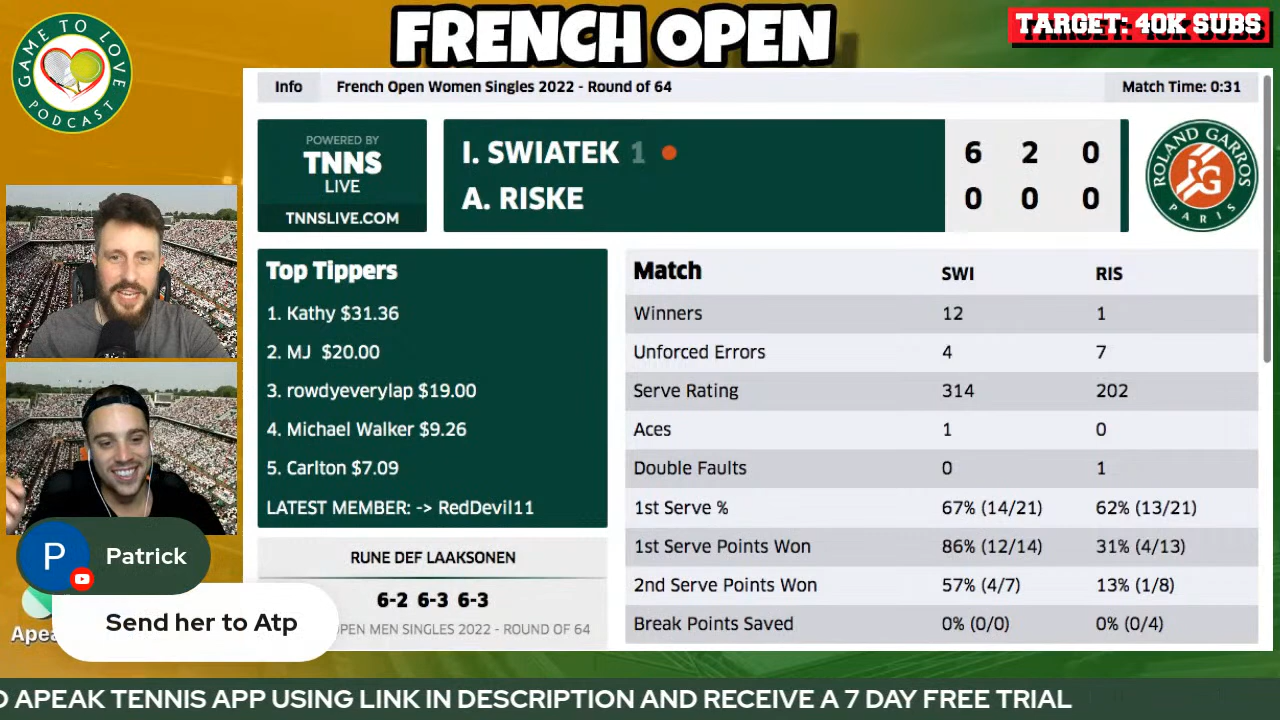 FRENCH OPEN
TARGET: 40K SUBS
GAME TO LOVE
PODCAST
Info French Open Women Singles 2022 - Round of 64 Match Time: 0:31
POWERED BY
TNNS
LIVE
TNNSLIVE.COM
I. SWIATEK 1 6 2 0
A. RISKE 0 0 0
ROLAND GARROS
RG
PARIS
Top Tippers
1. Kathy $31.36
2. MJ $20.00
3. rowdyeverylap $19.00
4. Michael Walker $9.26
5. Carlton $7.09
LATEST MEMBER: -> RedDevil11
RUNE DEF LAAKSONEN
6-2 6-3 6-3
PEN MEN SINGLES 2022 - ROUND OF 64
Match SWI RIS
Winners 12 1
Unforced Errors 4 7
Serve Rating 314 202
Aces 1 0
Double Faults 0 1
1st Serve % 67% (14/21) 62% (13/21)
1st Serve Points Won 86% (12/14) 31% (4/13)
2nd Serve Points Won 57% (4/7) 13% (1/8)
Break Points Saved 0% (0/0) 0% (0/4)
P Patrick
Send her to Atp
Apea
APEAK TENNIS APP USING LINK IN DESCRIPTION AND RECEIVE A 7 DAY FREE TRIAL